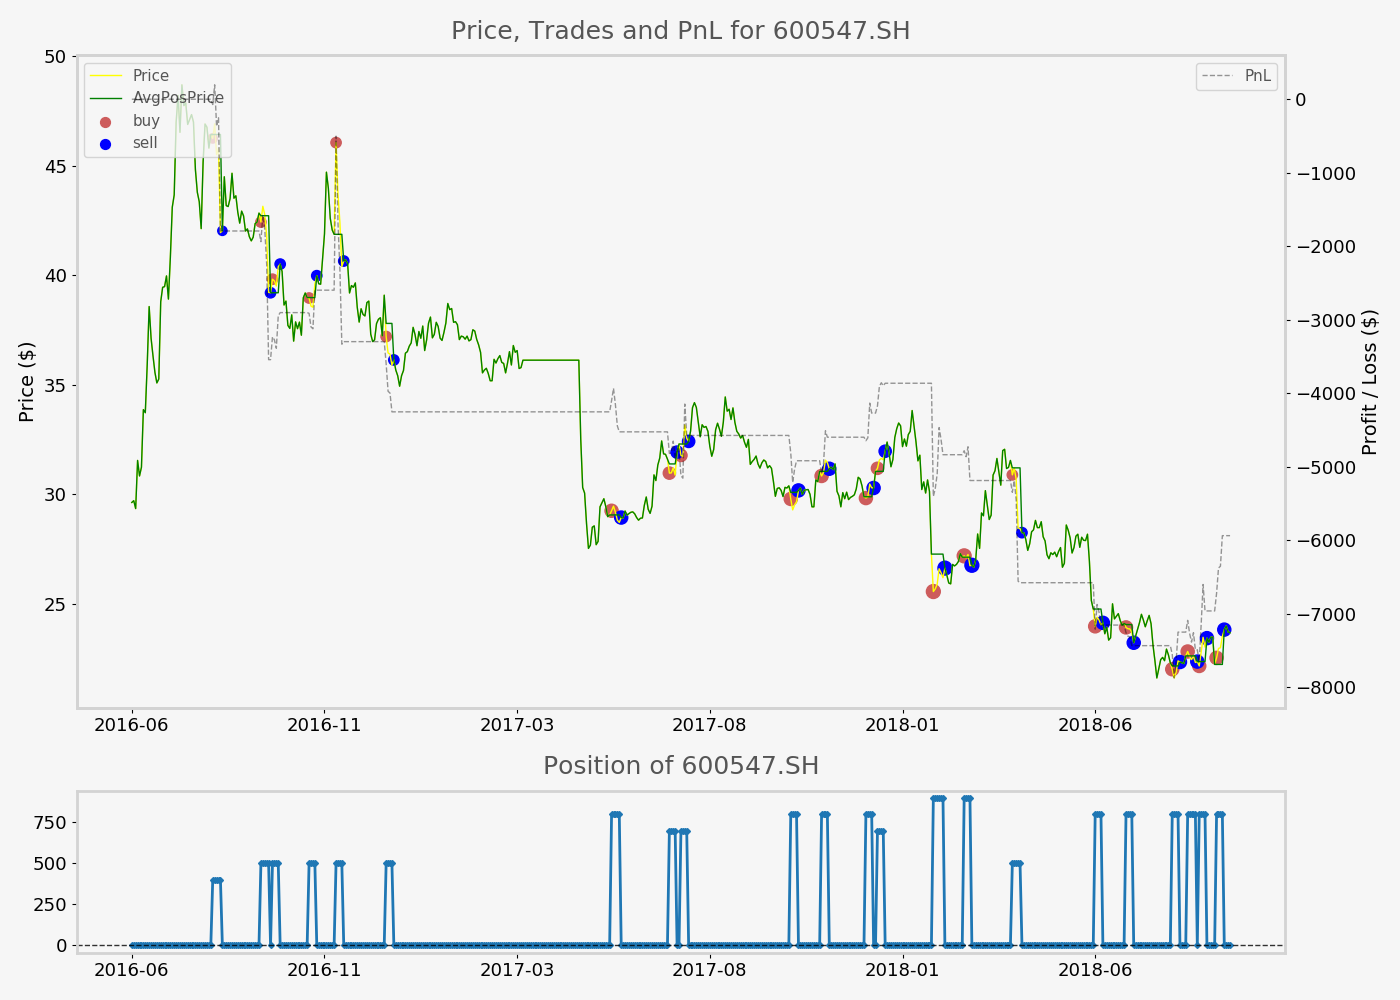 Price, Trades and PnL for 600547.SH
Price
AvgPosPrice
buy
sell
PnL
50
45
40
35
30
25
Price ($)
0
−1000
−2000
−3000
−4000
−5000
−6000
−7000
−8000
Profit / Loss ($)
2016-06 2016-11 2017-03 2017-08 2018-01 2018-06
Position of 600547.SH
750
500
250
0
2016-06 2016-11 2017-03 2017-08 2018-01 2018-06